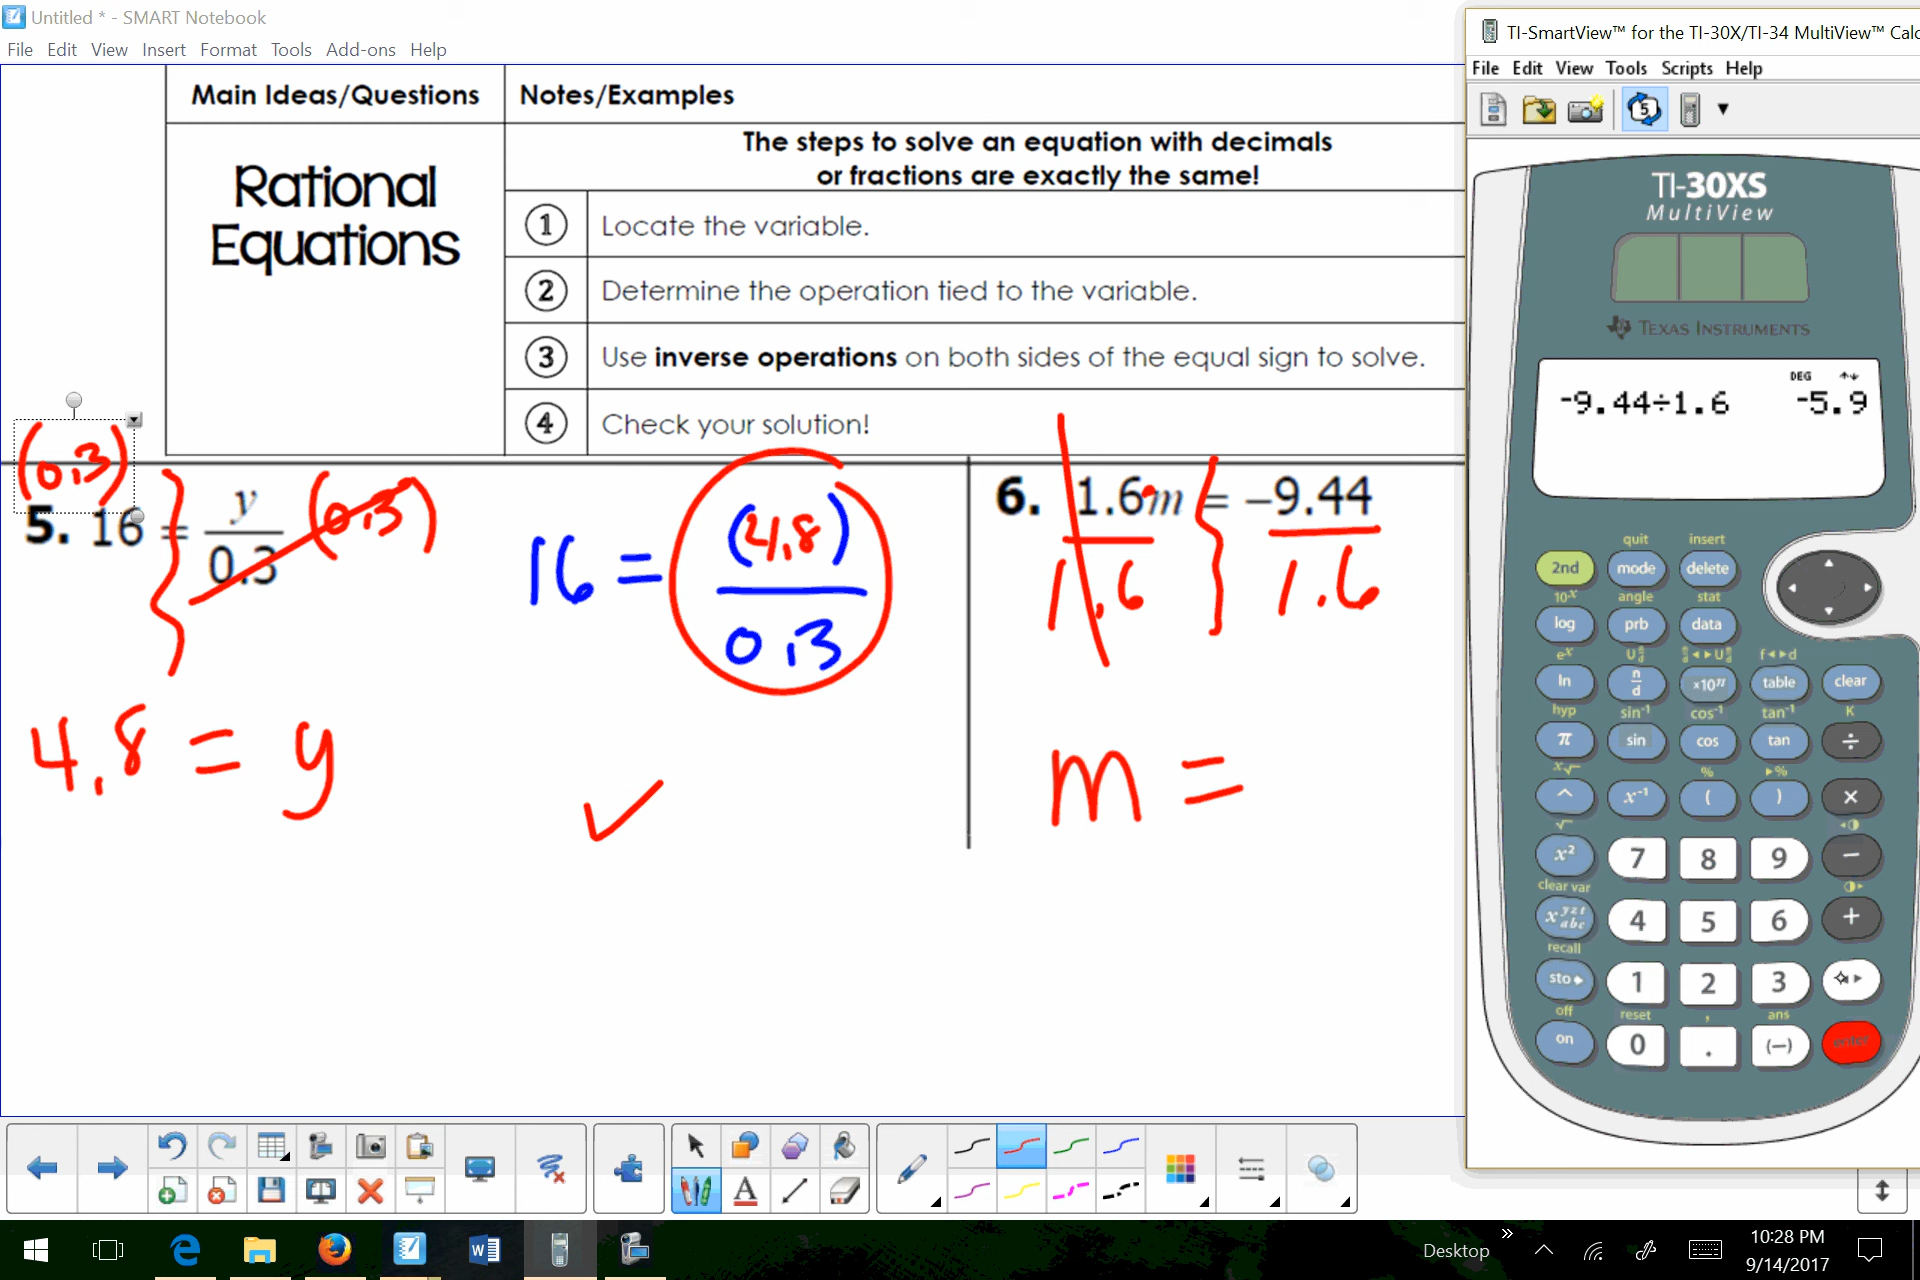 Untitled * - SMART Notebook
File Edit View Insert Format Tools Add-ons Help
Main Ideas/Questions
Notes/Examples
Rational
Equations
The steps to solve an equation with decimals
or fractions are exactly the same!
1 Locate the variable.
2 Determine the operation tied to the variable.
3 Use inverse operations on both sides of the equal sign to solve.
4 Check your solution!
(0.3)
5. 16 = y/0.3 (0.3)
4.8 = y
16 = (4.8)/0.3
6. 1.6m = -9.44
1.6 1.6
m =
TI-SmartView™ for the TI-30X/TI-34 MultiView™ Calc
File Edit View Tools Scripts Help
5
TI-30XS
MultiView
TEXAS INSTRUMENTS
DEG
-9.44÷1.6 -5.9
quit insert
2nd mode delete
10ˣ angle stat
log prb data
eˣ U n/d n/d◄►U n/d f◄►d
ln n/d ×10ⁿ table clear
hyp sin⁻¹ cos⁻¹ tan⁻¹ K
π sin cos tan ÷
ˣ√ % ►%
^ x⁻¹ ( ) ×
√
x² 7 8 9 −
clear var
x yzt abc 4 5 6 +
recall
sto► 1 2 3
off reset , ans
on 0 . (−) enter
Desktop
10:28 PM
9/14/2017